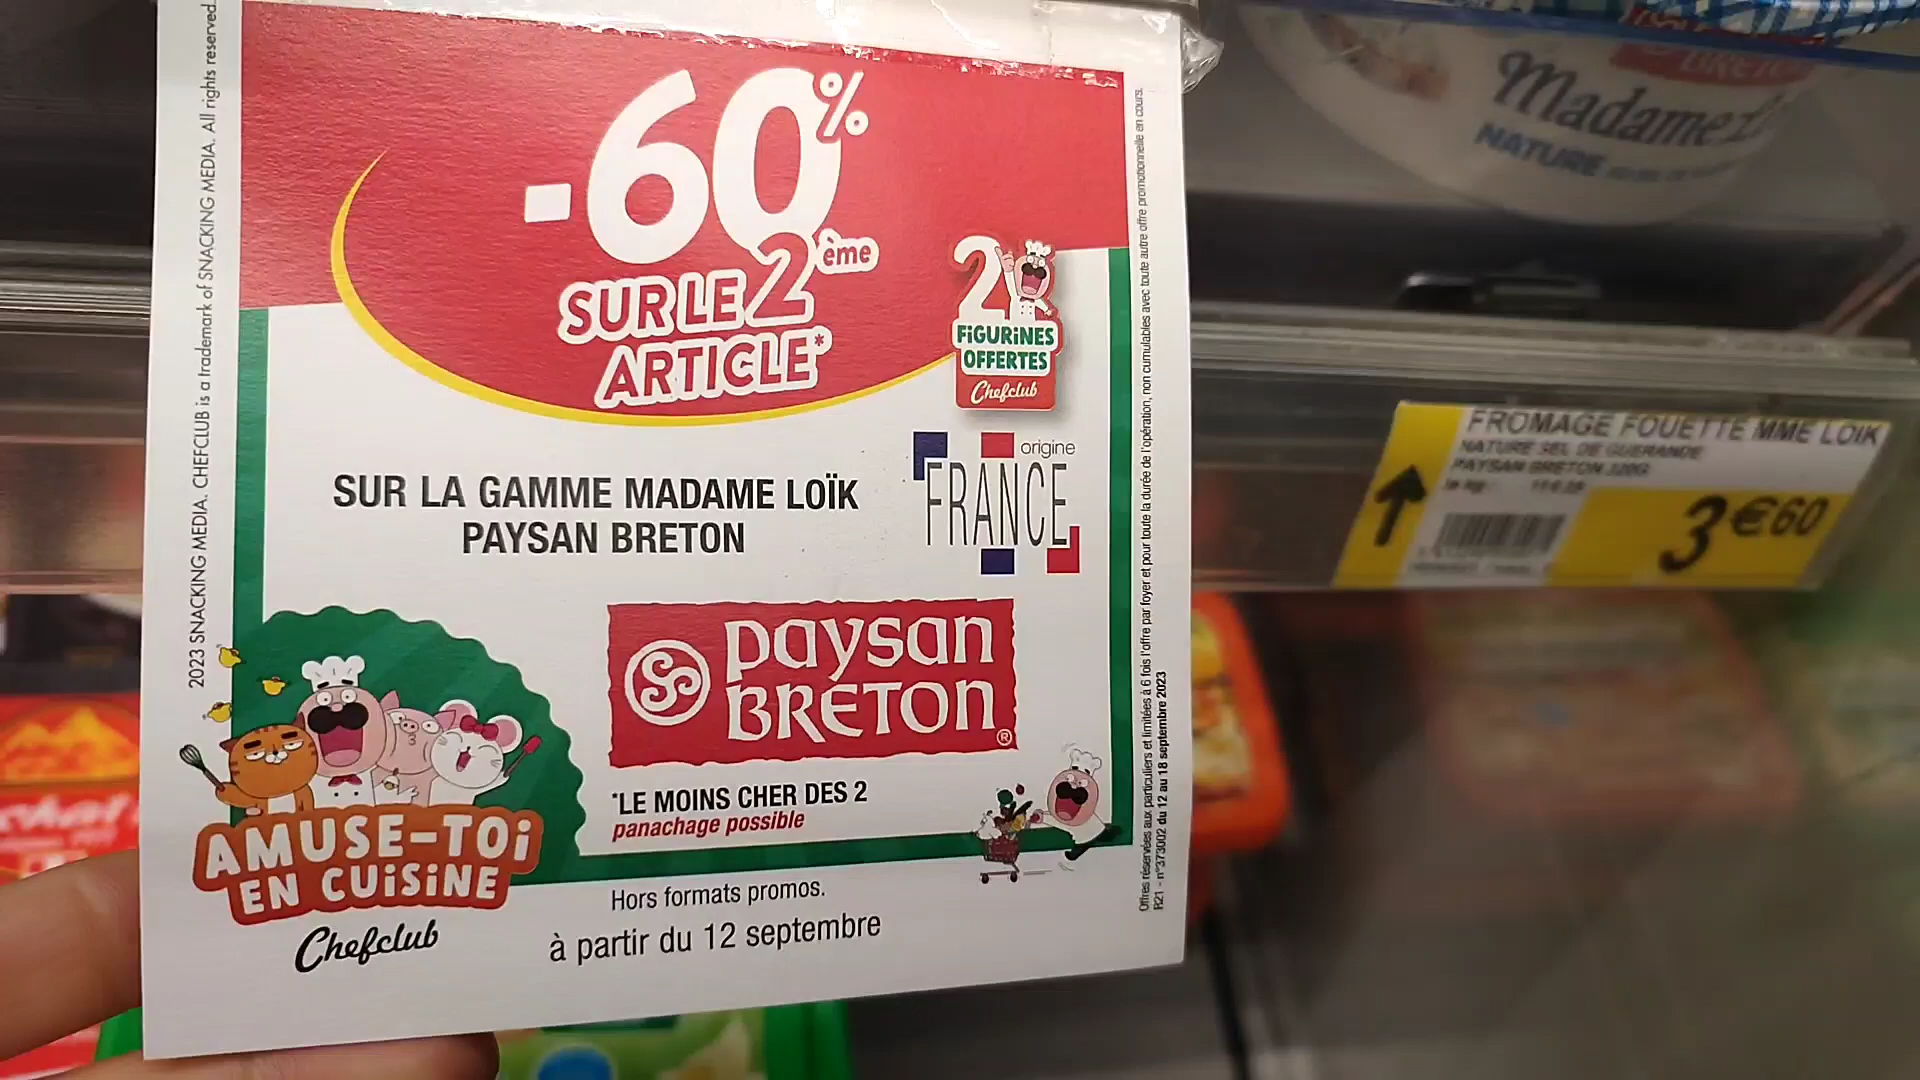 2023 SNACKING MEDIA. CHEFCLUB is a trademark of SNACKING MEDIA. All rights reserved.
-60%
SUR LE 2ème
ARTICLE*
2
FiGURiNES
OFFERTES
Chefclub
SUR LA GAMME MADAME LOÏK
PAYSAN BRETON
origine
FRANCE
paysan
BRETON®
*LE MOINS CHER DES 2
panachage possible
AMUSE-TOi
EN CUiSiNE
Chefclub
Hors formats promos.
à partir du 12 septembre
Offres réservées aux particuliers et limitées à 6 fois l'offre par foyer et pour toute la durée de l'opération, non cumulables avec toute autre offre promotionnelle en cours.
R21 - n°373002 du 12 au 18 septembre 2023
Madame
NATURE
FROMAGE FOUETTE MME LOIK
NATURE SEL DE GUERANDE
PAYSAN BRETON 320G
le kg :
3€60